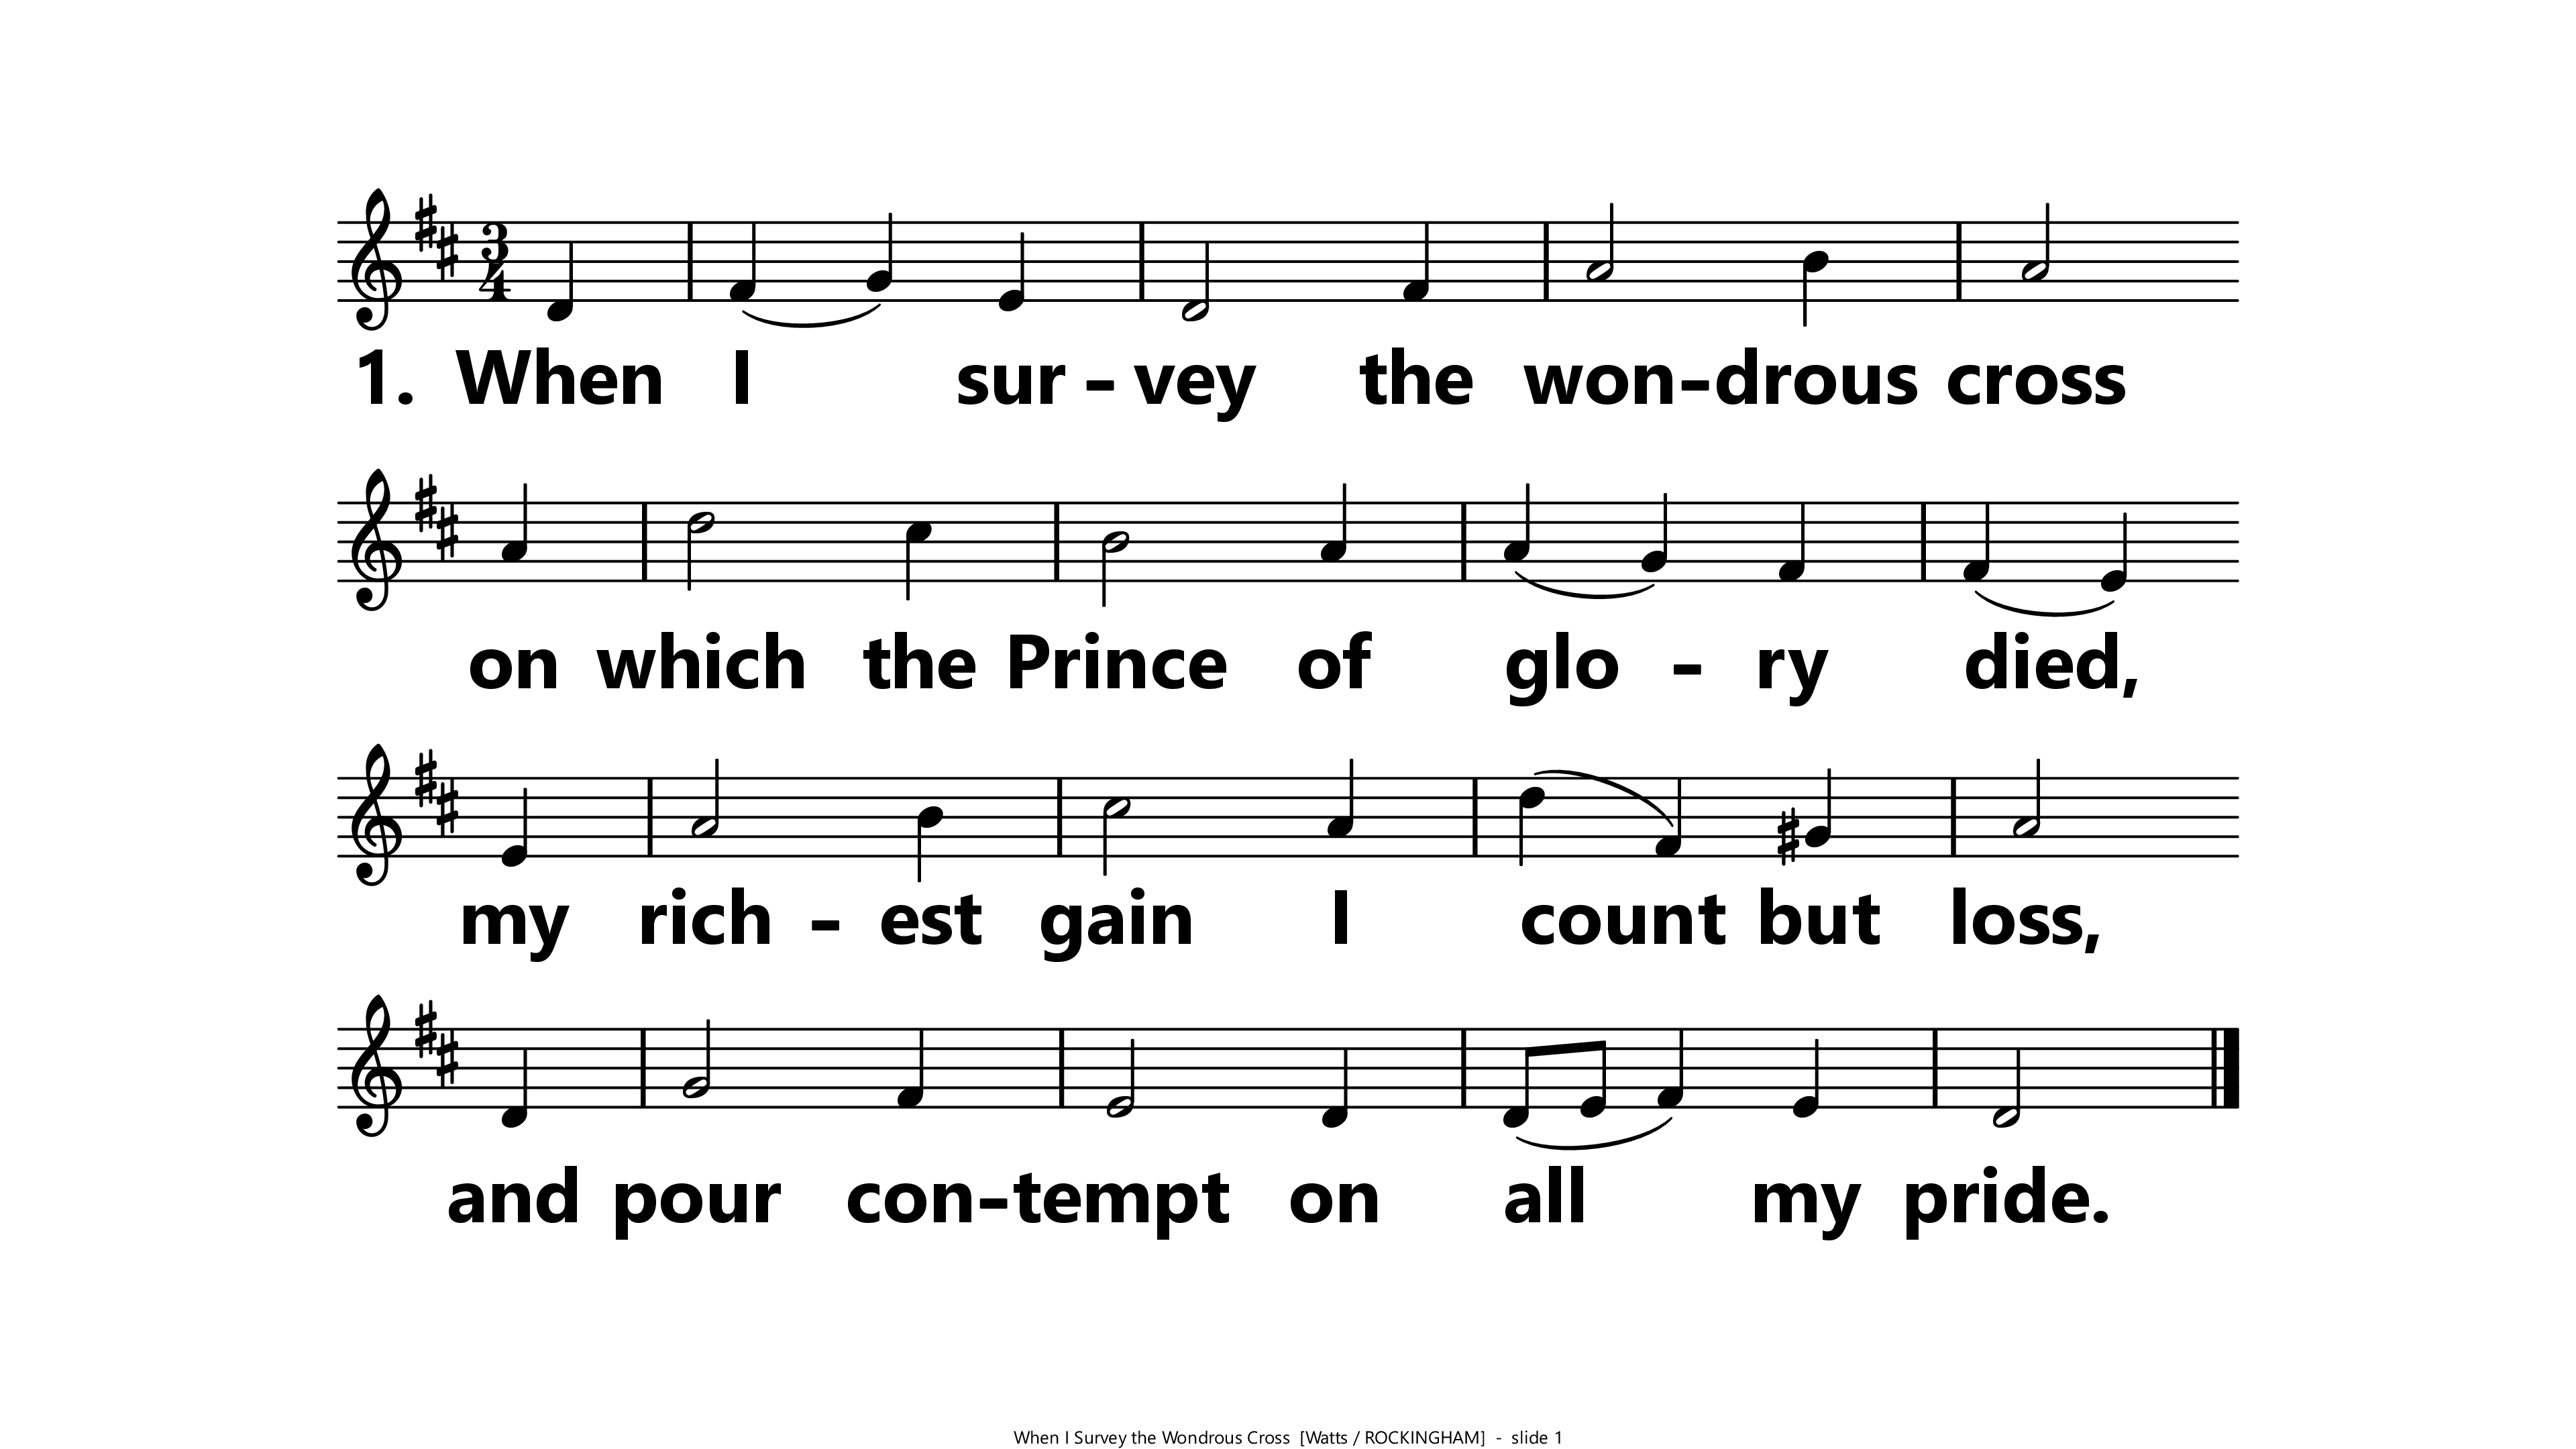 1. When I sur - vey the won-drous cross
on which the Prince of glo - ry died,
my rich - est gain I count but loss,
and pour con-tempt on all my pride.
When I Survey the Wondrous Cross [Watts / ROCKINGHAM] - slide 1